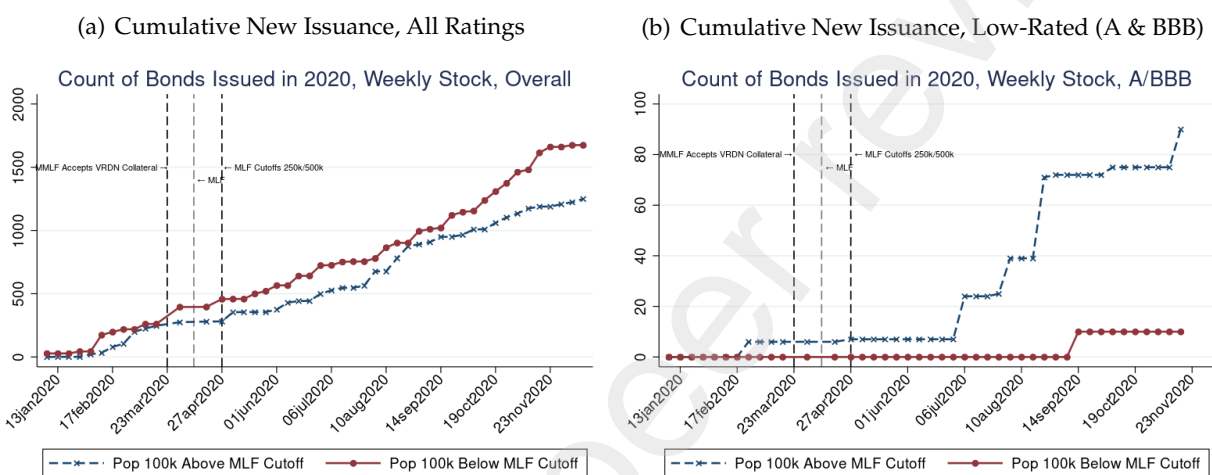 (a) Cumulative New Issuance, All Ratings
Count of Bonds Issued in 2020, Weekly Stock, Overall
2000
1500
1000
500
0
MMLF Accepts VRDN Collateral →
← MLF
← MLF Cutoffs 250k/500k
13jan2020
17feb2020
23mar2020
27apr2020
01jun2020
06jul2020
10aug2020
14sep2020
19oct2020
23nov2020
Pop 100k Above MLF Cutoff
Pop 100k Below MLF Cutoff
(b) Cumulative New Issuance, Low-Rated (A & BBB)
Count of Bonds Issued in 2020, Weekly Stock, A/BBB
100
80
60
40
20
0
MMLF Accepts VRDN Collateral →
← MLF
← MLF Cutoffs 250k/500k
13jan2020
17feb2020
23mar2020
27apr2020
01jun2020
06jul2020
10aug2020
14sep2020
19oct2020
23nov2020
Pop 100k Above MLF Cutoff
Pop 100k Below MLF Cutoff